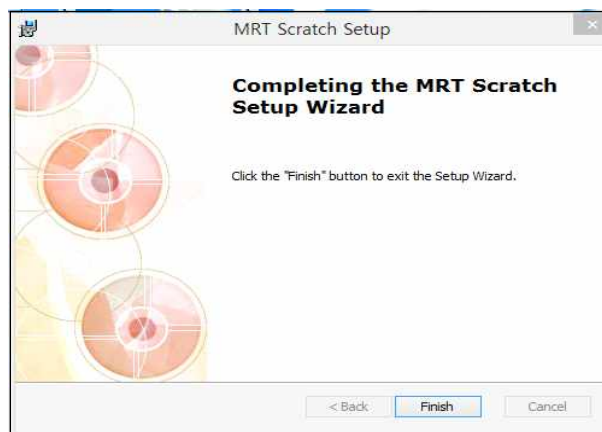 MRT Scratch Setup
Completing the MRT Scratch
Setup Wizard
Click the "Finish" button to exit the Setup Wizard.
< Back Finish Cancel